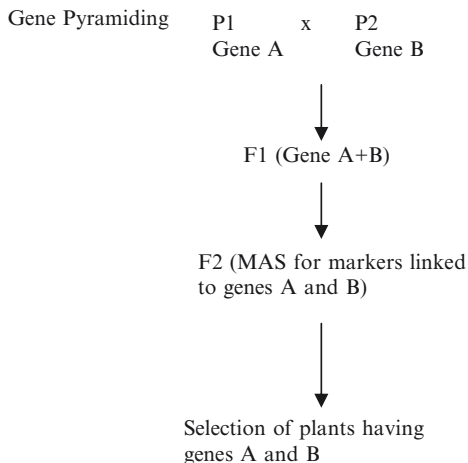 Gene Pyramiding P1 x P2
Gene A Gene B
F1 (Gene A+B)
F2 (MAS for markers linked
to genes A and B)
Selection of plants having
genes A and B